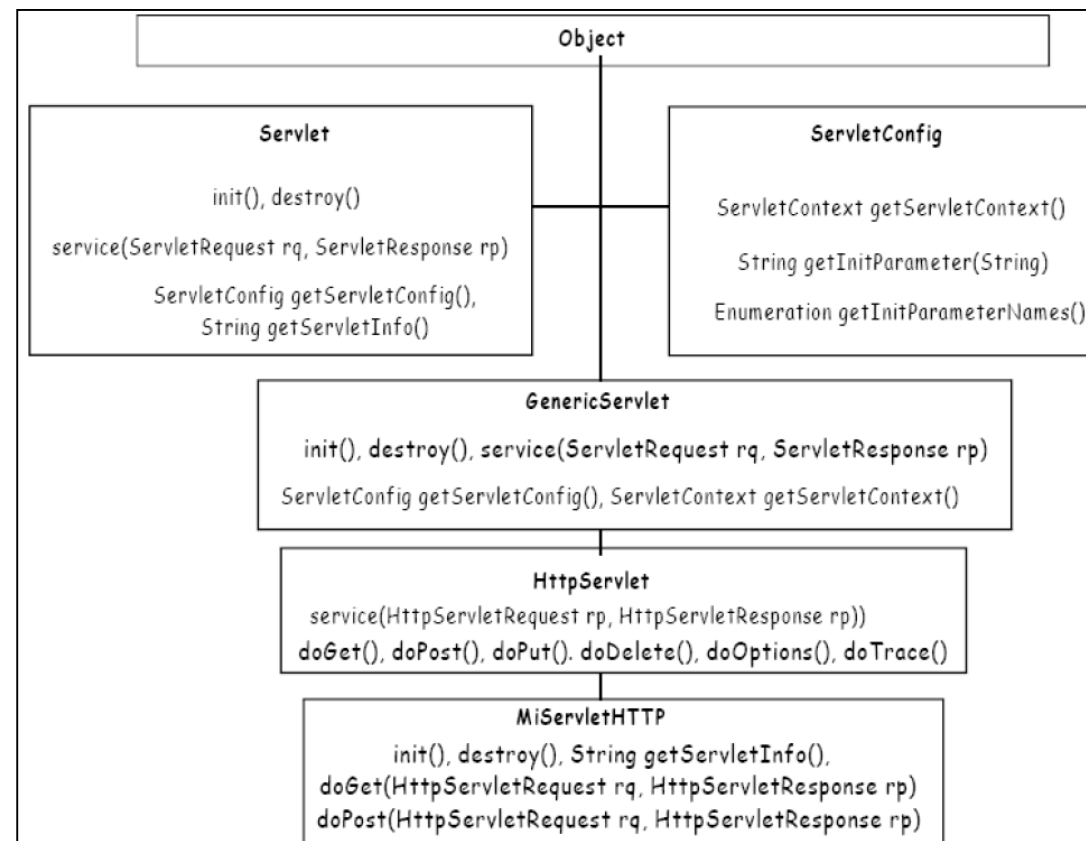 Object
Servlet
init(), destroy()
service(ServletRequest rq, ServletResponse rp)
ServletConfig getServletConfig(),
String getServletInfo()
ServletConfig
ServletContext getServletContext()
String getInitParameter(String)
Enumeration getInitParameterNames()
GenericServlet
init(), destroy(), service(ServletRequest rq, ServletResponse rp)
ServletConfig getServletConfig(), ServletContext getServletContext()
HttpServlet
service(HttpServletRequest rp, HttpServletResponse rp))
doGet(), doPost(), doPut(). doDelete(), doOptions(), doTrace()
MiServletHTTP
init(), destroy(), String getServletInfo(),
doGet(HttpServletRequest rq, HttpServletResponse rp)
doPost(HttpServletRequest rq, HttpServletResponse rp)